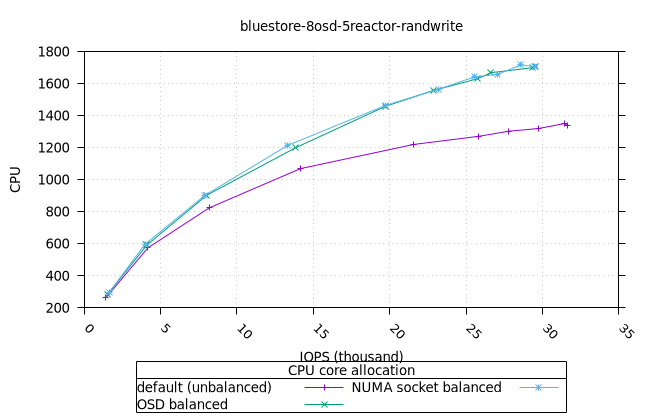 bluestore-8osd-5reactor-randwrite
1800
1600
1400
1200
1000
800
600
400
200
CPU
0 5 10 15 20 25 30 35
IOPS (thousand)
CPU core allocation
default (unbalanced) NUMA socket balanced
OSD balanced